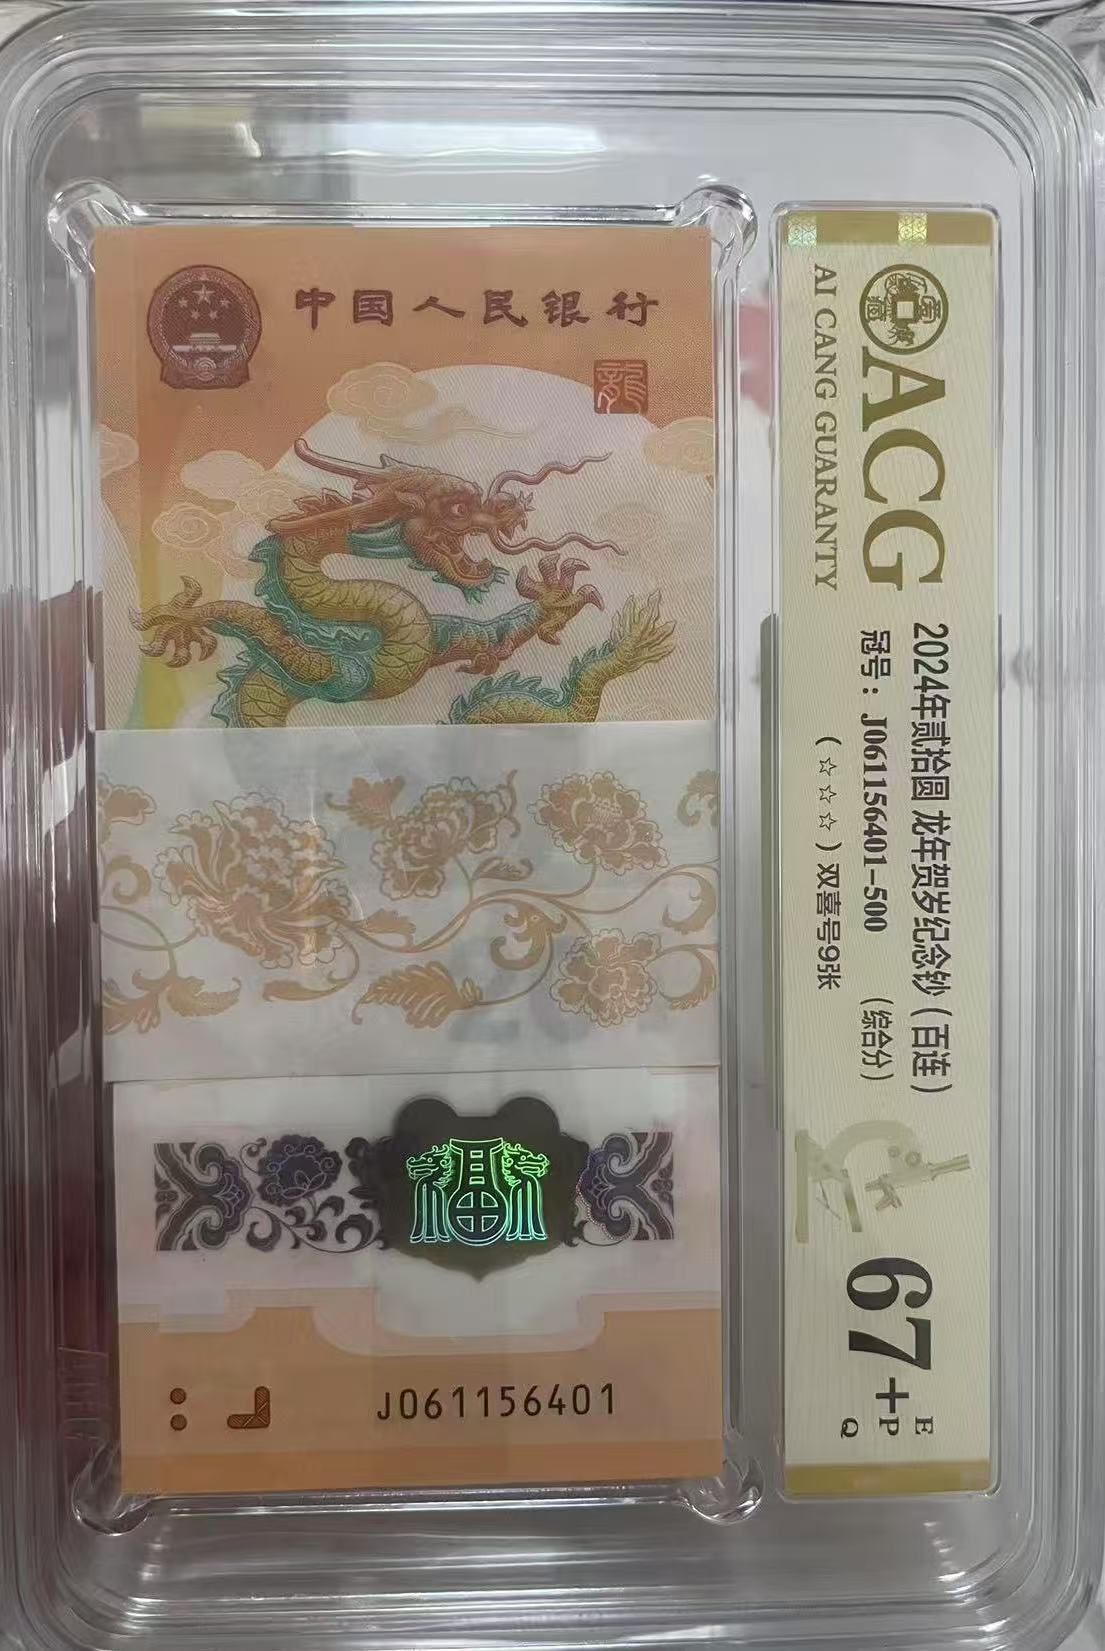 中国人民银行
龍
福
J061156401
ACG
AI CANG GUARANTY
2024年贰拾圆 龙年贺岁纪念钞（百连）
冠号：J061156401-500 （综合分）
（☆☆☆）双喜号9张
67+
E
P
Q